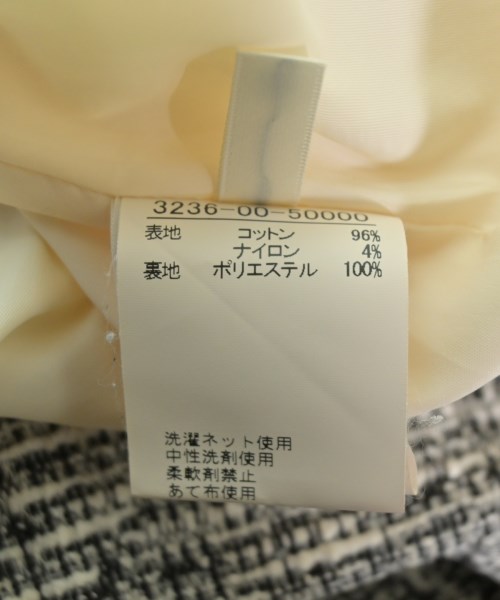 3236-00-50000
表地 コットン 96%
ナイロン 4%
裏地 ポリエステル 100%
洗濯ネット使用
中性洗剤使用
柔軟剤禁止
あて布使用